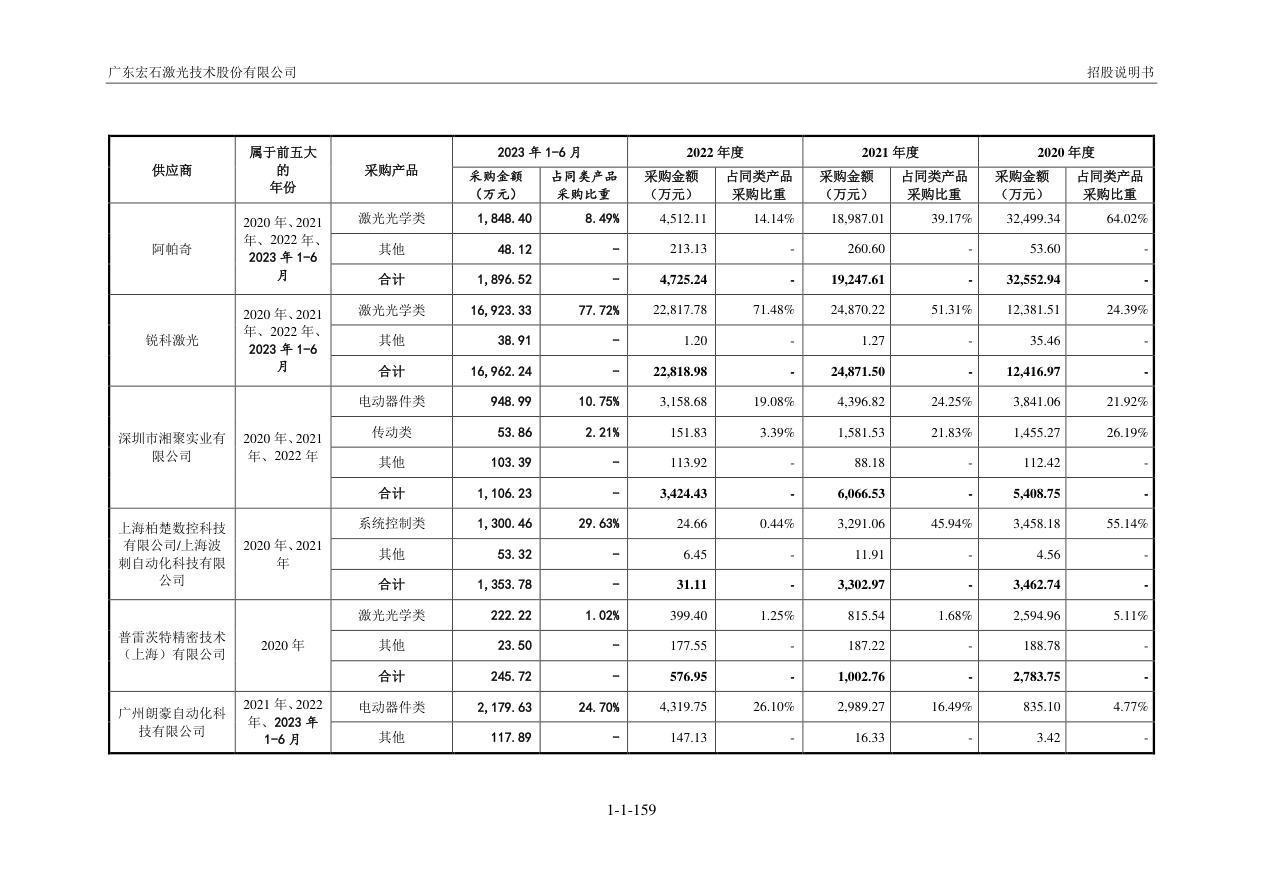 广东宏石激光技术股份有限公司 招股说明书
供应商 属于前五大的年份 采购产品 2023 年 1-6 月 2022 年度 2021 年度 2020 年度
采购金额（万元） 占同类产品采购比重 采购金额（万元） 占同类产品采购比重 采购金额（万元） 占同类产品采购比重 采购金额（万元） 占同类产品采购比重
阿帕奇 2020 年、2021 年、2022 年、2023 年 1-6 月 激光光学类 1,848.40 8.49% 4,512.11 14.14% 18,987.01 39.17% 32,499.34 64.02%
其他 48.12 - 213.13 - 260.60 - 53.60 -
合计 1,896.52 - 4,725.24 - 19,247.61 - 32,552.94 -
锐科激光 2020 年、2021 年、2022 年、2023 年 1-6 月 激光光学类 16,923.33 77.72% 22,817.78 71.48% 24,870.22 51.31% 12,381.51 24.39%
其他 38.91 - 1.20 - 1.27 - 35.46 -
合计 16,962.24 - 22,818.98 - 24,871.50 - 12,416.97 -
深圳市湘聚实业有限公司 2020 年、2021 年、2022 年 电动器件类 948.99 10.75% 3,158.68 19.08% 4,396.82 24.25% 3,841.06 21.92%
传动类 53.86 2.21% 151.83 3.39% 1,581.53 21.83% 1,455.27 26.19%
其他 103.39 - 113.92 - 88.18 - 112.42 -
合计 1,106.23 - 3,424.43 - 6,066.53 - 5,408.75 -
上海柏楚数控科技有限公司/上海波刺自动化科技有限公司 2020 年、2021 年 系统控制类 1,300.46 29.63% 24.66 0.44% 3,291.06 45.94% 3,458.18 55.14%
其他 53.32 - 6.45 - 11.91 - 4.56 -
合计 1,353.78 - 31.11 - 3,302.97 - 3,462.74 -
普雷茨特精密技术（上海）有限公司 2020 年 激光光学类 222.22 1.02% 399.40 1.25% 815.54 1.68% 2,594.96 5.11%
其他 23.50 - 177.55 - 187.22 - 188.78 -
合计 245.72 - 576.95 - 1,002.76 - 2,783.75 -
广州朗豪自动化科技有限公司 2021 年、2022 年、2023 年 1-6 月 电动器件类 2,179.63 24.70% 4,319.75 26.10% 2,989.27 16.49% 835.10 4.77%
其他 117.89 - 147.13 - 16.33 - 3.42 -
1-1-159